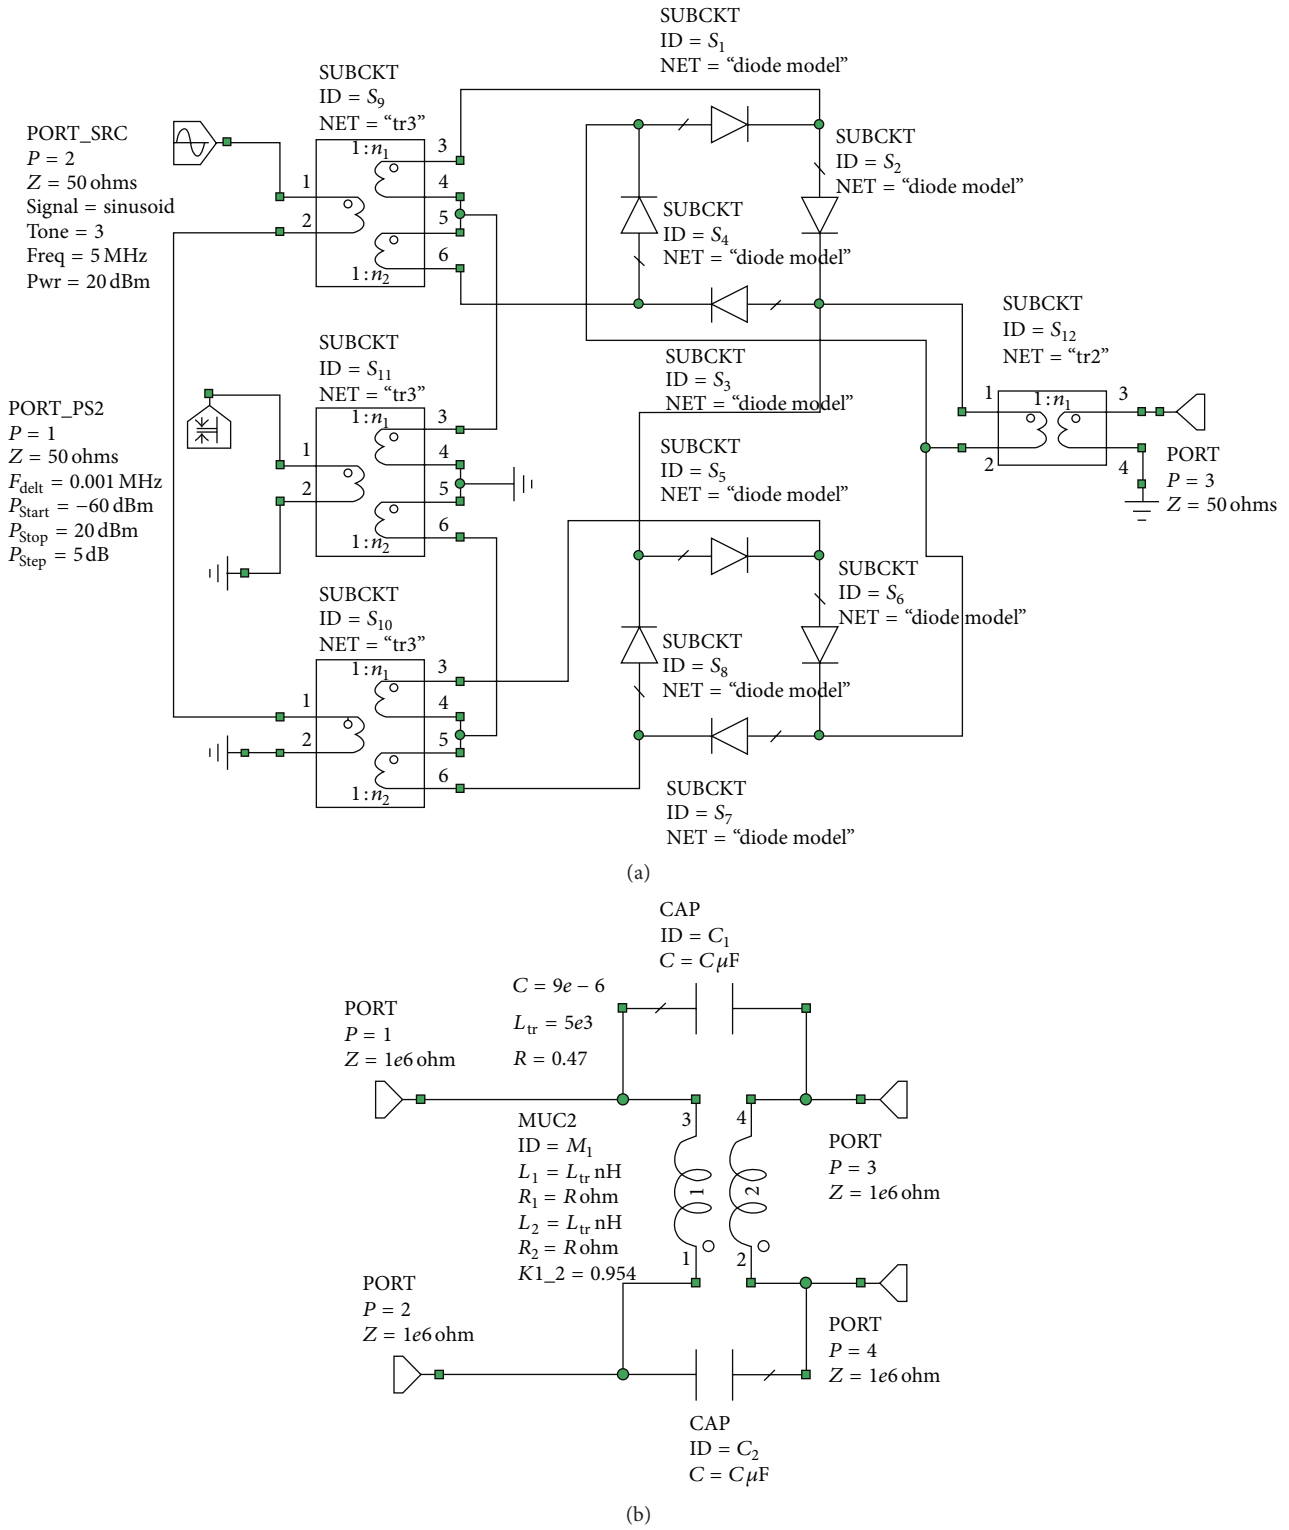 SUBCKT
ID = S1
NET = “diode model”
SUBCKT
ID = S9
NET = “tr3”
PORT_SRC
P = 2
Z = 50 ohms
Signal = sinusoid
Tone = 3
Freq = 5 MHz
Pwr = 20 dBm
1
2
1:n1
1:n2
3
4
5
6
SUBCKT
ID = S2
NET = “diode model”
SUBCKT
ID = S4
NET = “diode model”
SUBCKT
ID = S3
NET = “diode model”
SUBCKT
ID = S12
NET = “tr2”
1
2
1:n1
3
4
PORT
P = 3
Z = 50 ohms
SUBCKT
ID = S11
NET = “tr3”
PORT_PS2
P = 1
Z = 50 ohms
Fdelt = 0.001 MHz
PStart = −60 dBm
PStop = 20 dBm
PStep = 5 dB
1
2
1:n1
1:n2
3
4
5
6
SUBCKT
ID = S5
NET = “diode model”
SUBCKT
ID = S10
NET = “tr3”
1
2
1:n1
1:n2
3
4
5
6
SUBCKT
ID = S6
NET = “diode model”
SUBCKT
ID = S8
NET = “diode model”
SUBCKT
ID = S7
NET = “diode model”
(a)
CAP
ID = C1
C = CμF
C = 9e − 6
Ltr = 5e3
R = 0.47
PORT
P = 1
Z = 1e6 ohm
MUC2
ID = M1
L1 = Ltr nH
R1 = R ohm
L2 = Ltr nH
R2 = R ohm
K1_2 = 0.954
3
4
1
2
1
2
PORT
P = 3
Z = 1e6 ohm
PORT
P = 2
Z = 1e6 ohm
PORT
P = 4
Z = 1e6 ohm
CAP
ID = C2
C = CμF
(b)